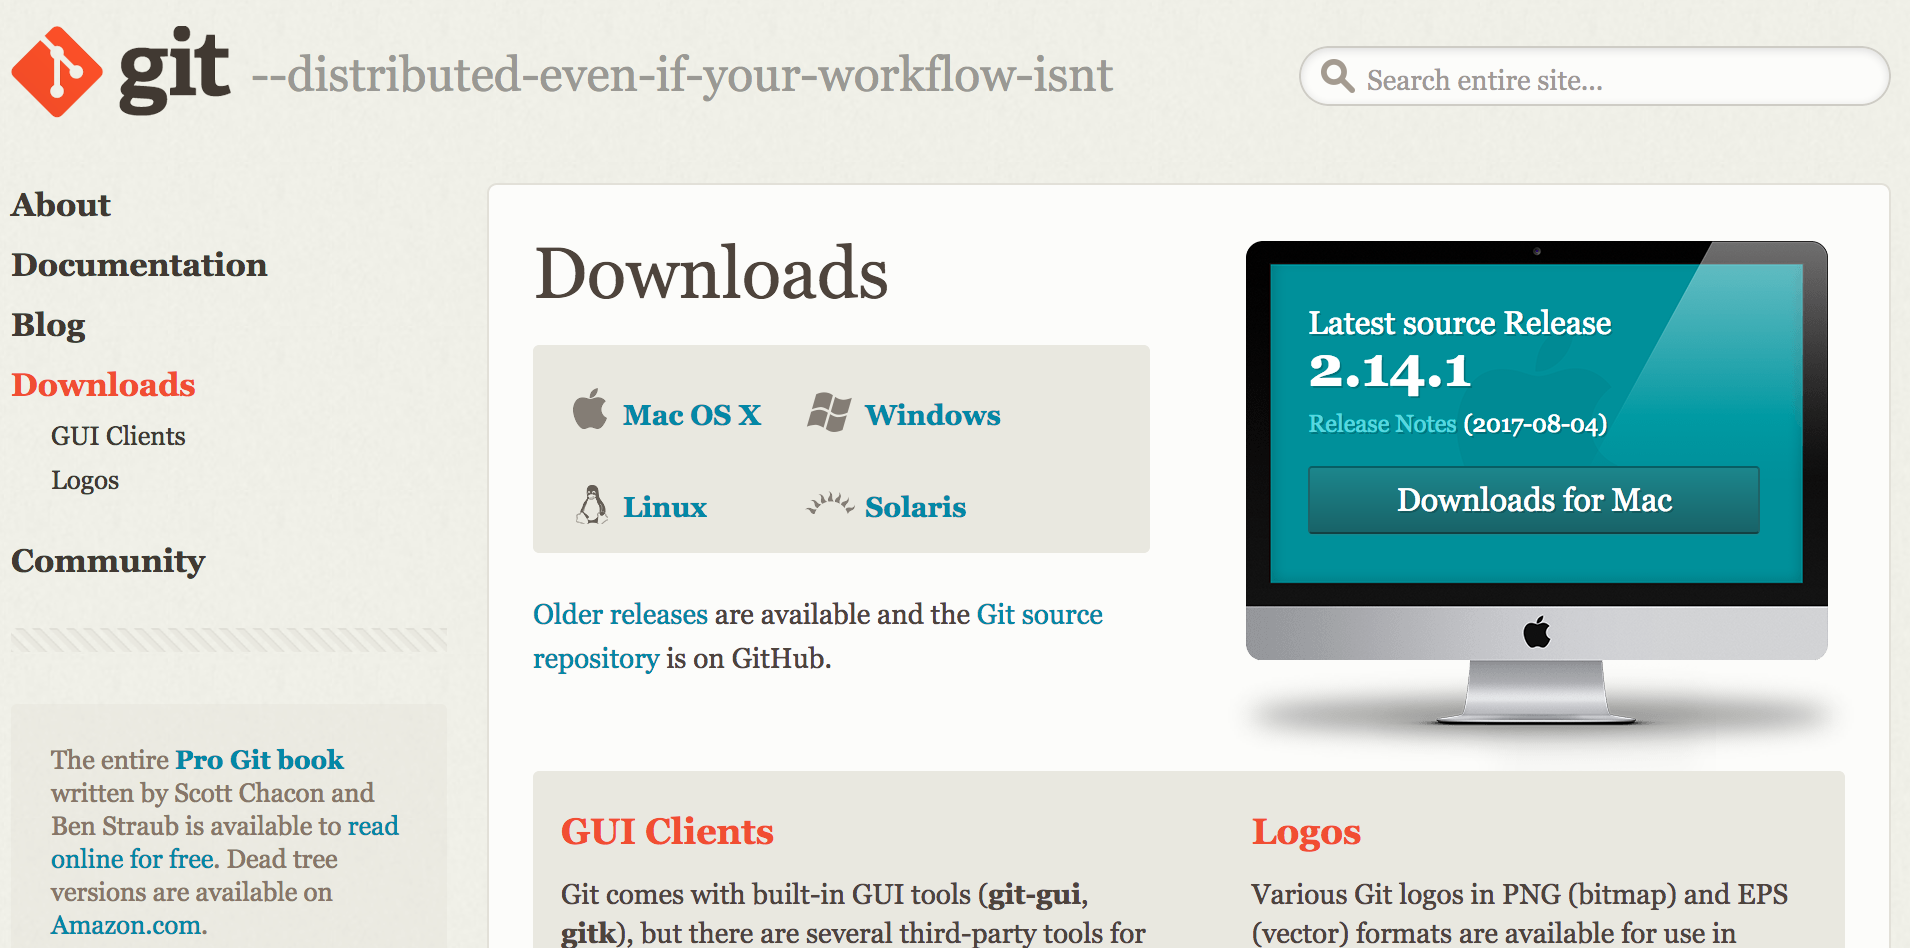 git --distributed-even-if-your-workflow-isnt
Search entire site...
About
Documentation
Blog
Downloads
GUI Clients
Logos
Community
The entire Pro Git book
written by Scott Chacon and
Ben Straub is available to read
online for free. Dead tree
versions are available on
Amazon.com.
Downloads
Mac OS X
Windows
Linux
Solaris
Older releases are available and the Git source
repository is on GitHub.
Latest source Release
2.14.1
Release Notes (2017-08-04)
Downloads for Mac
GUI Clients
Git comes with built-in GUI tools (git-gui,
gitk), but there are several third-party tools for
Logos
Various Git logos in PNG (bitmap) and EPS
(vector) formats are available for use in